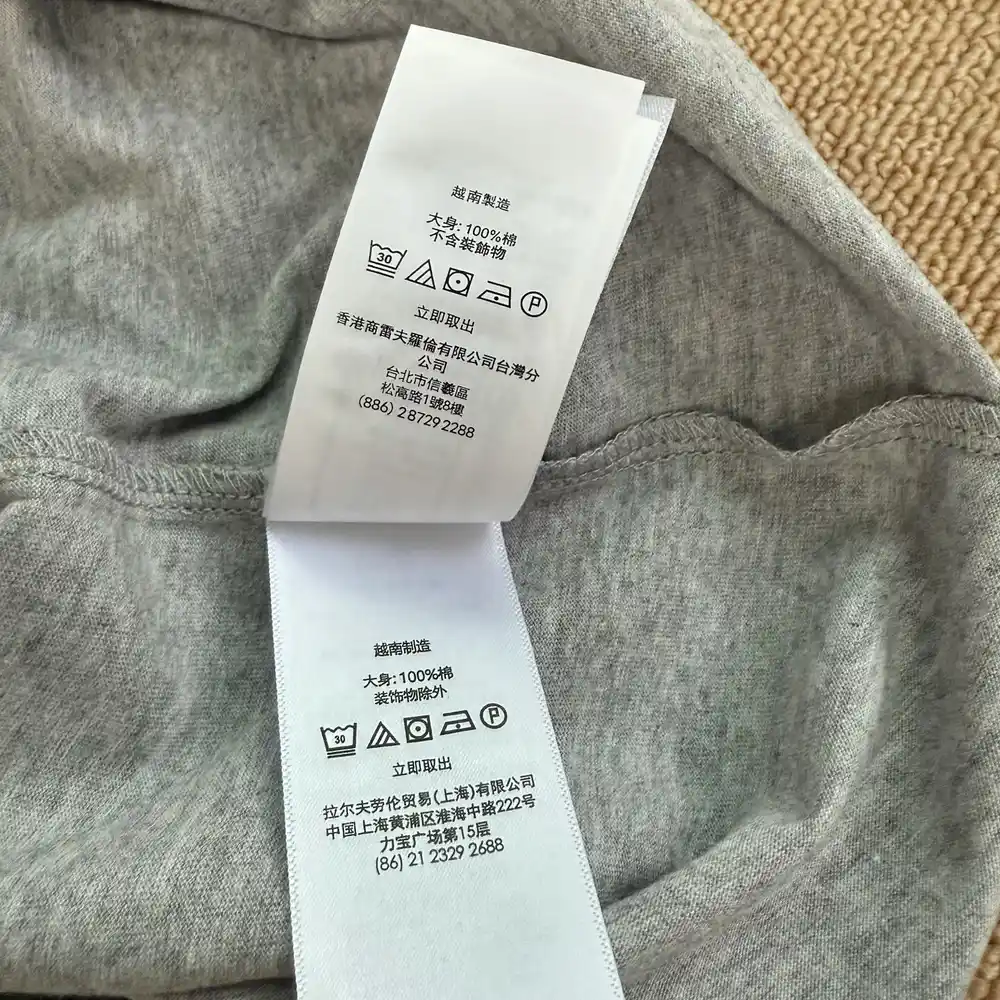 越南製造
大身: 100%棉
不含裝飾物
30
P
立即取出
香港商雷夫羅倫有限公司台灣分
公司
台北市信義區
松高路1號8樓
(886) 2 8729 2288
越南制造
大身: 100%棉
装饰物除外
30
P
立即取出
拉尔夫劳伦贸易(上海)有限公司
中国上海黄浦区淮海中路222号
力宝广场第15层
(86) 21 2329 2688